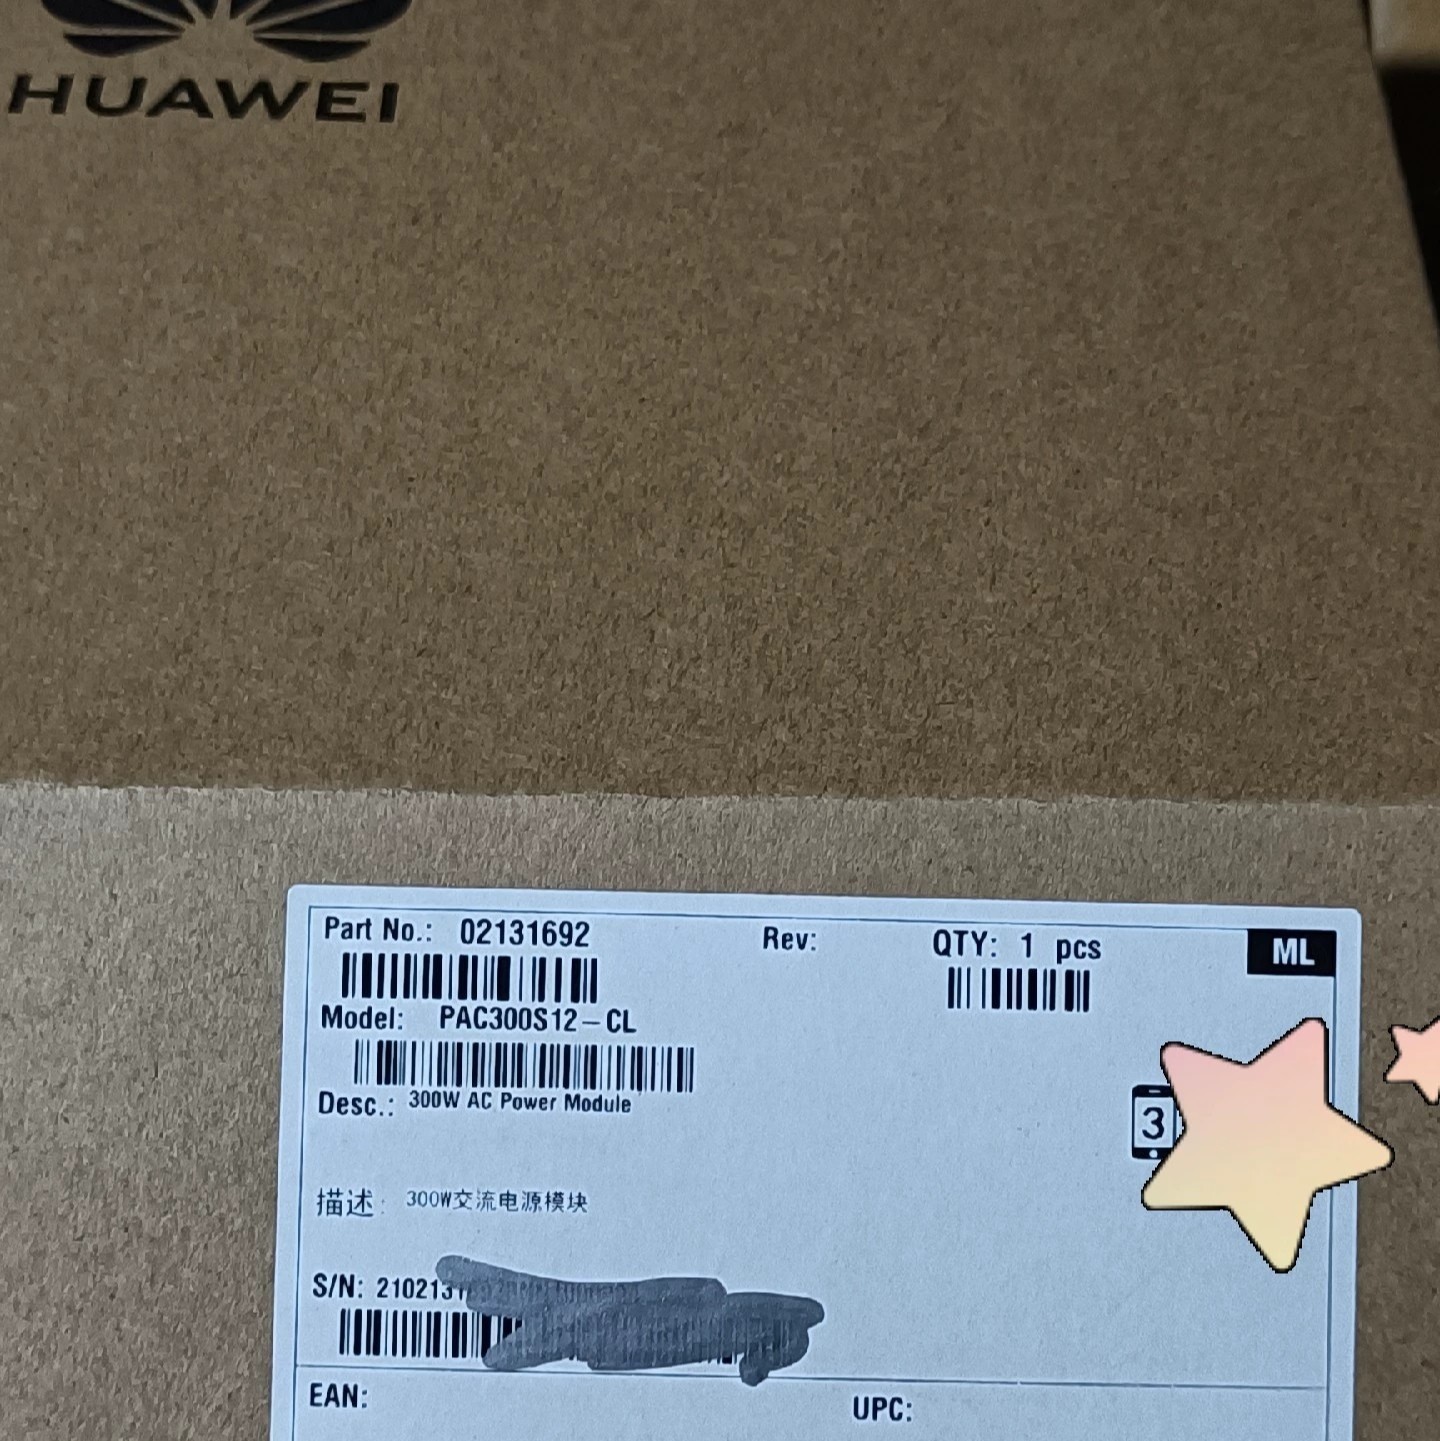 HUAWEI
Part No.: 02131692 Rev: QTY: 1 pcs ML
Model: PAC300S12-CL
Desc.: 300W AC Power Module
3
描述: 300W交流电源模块
S/N: 210213
EAN: UPC: